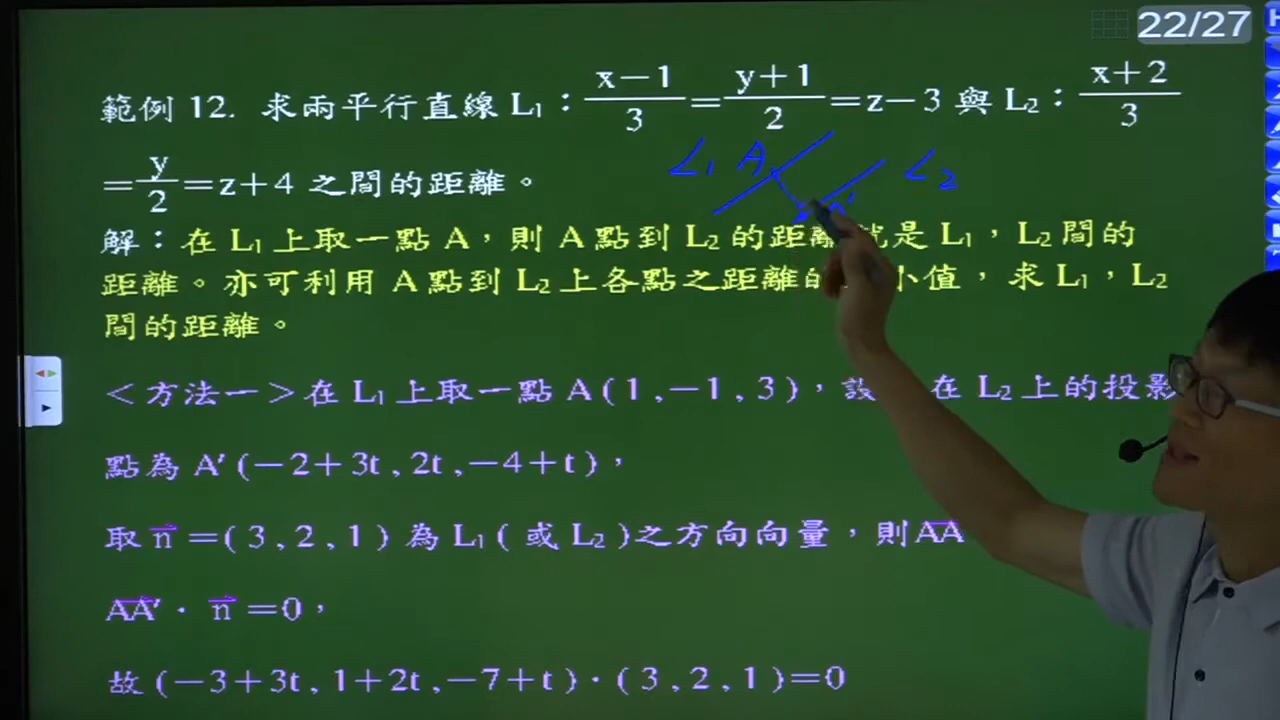 22/27
範例 12. 求兩平行直線 L₁:(x−1)/3=(y+1)/2=z−3 與 L₂:(x+2)/3
=y/2=z+4 之間的距離。
L₁ A L₂
解:在 L₁ 上取一點 A,則 A 點到 L₂ 的距離就是 L₁,L₂ 間的
距離。亦可利用 A 點到 L₂ 上各點之距離的 小值,求 L₁,L₂
間的距離。
<方法一>在 L₁ 上取一點 A(1,−1,3),設 在 L₂ 上的投影
點為 A′(−2+3t,2t,−4+t),
取 n⃗=(3,2,1)為 L₁(或 L₂)之方向向量,則AA
AA′⃗·n⃗=0,
故(−3+3t,1+2t,−7+t)·(3,2,1)=0